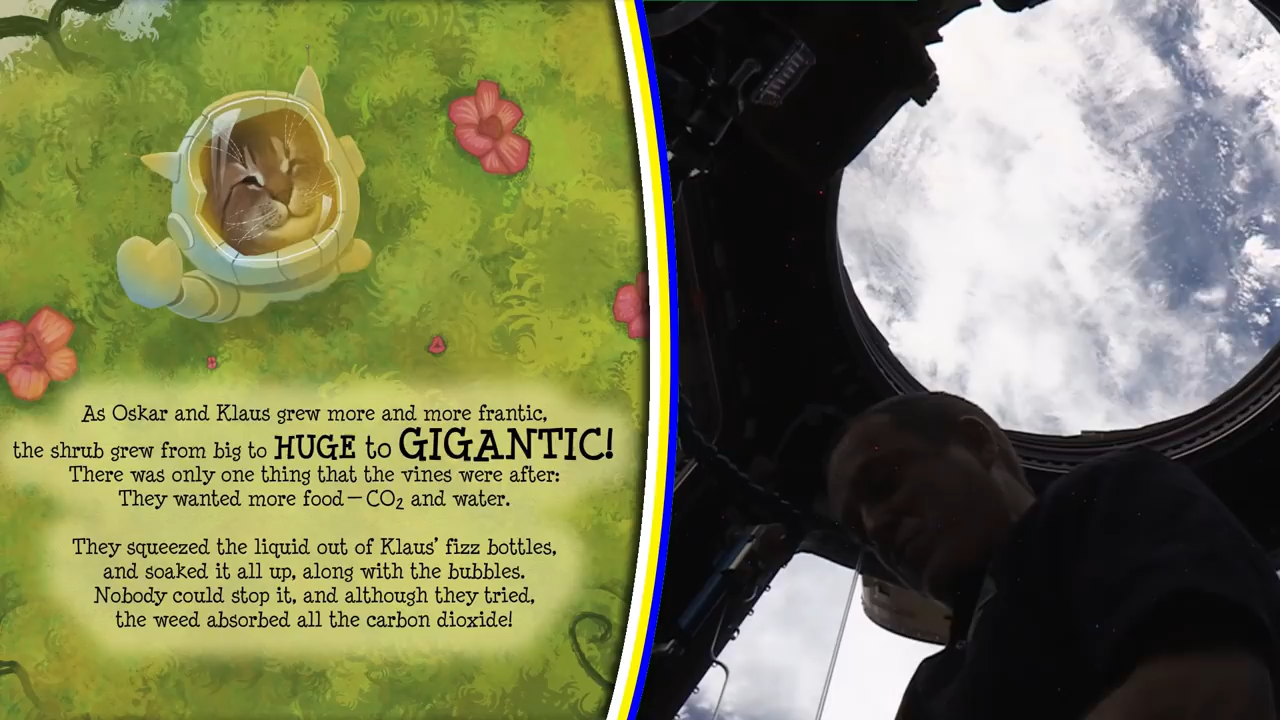 As Oskar and Klaus grew more and more frantic,
the shrub grew from big to HUGE to GIGANTIC!
There was only one thing that the vines were after:
They wanted more food—CO₂ and water.
They squeezed the liquid out of Klaus' fizz bottles,
and soaked it all up, along with the bubbles.
Nobody could stop it, and although they tried,
the weed absorbed all the carbon dioxide!